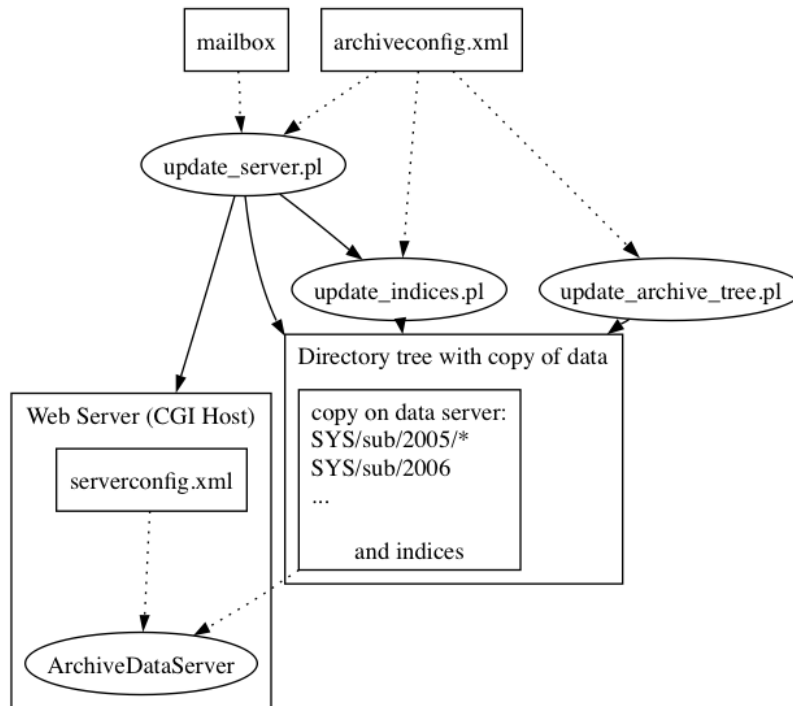 mailbox
archiveconfig.xml
update_server.pl
update_indices.pl
update_archive_tree.pl
Directory tree with copy of data
copy on data server:
SYS/sub/2005/*
SYS/sub/2006
...
and indices
Web Server (CGI Host)
serverconfig.xml
ArchiveDataServer